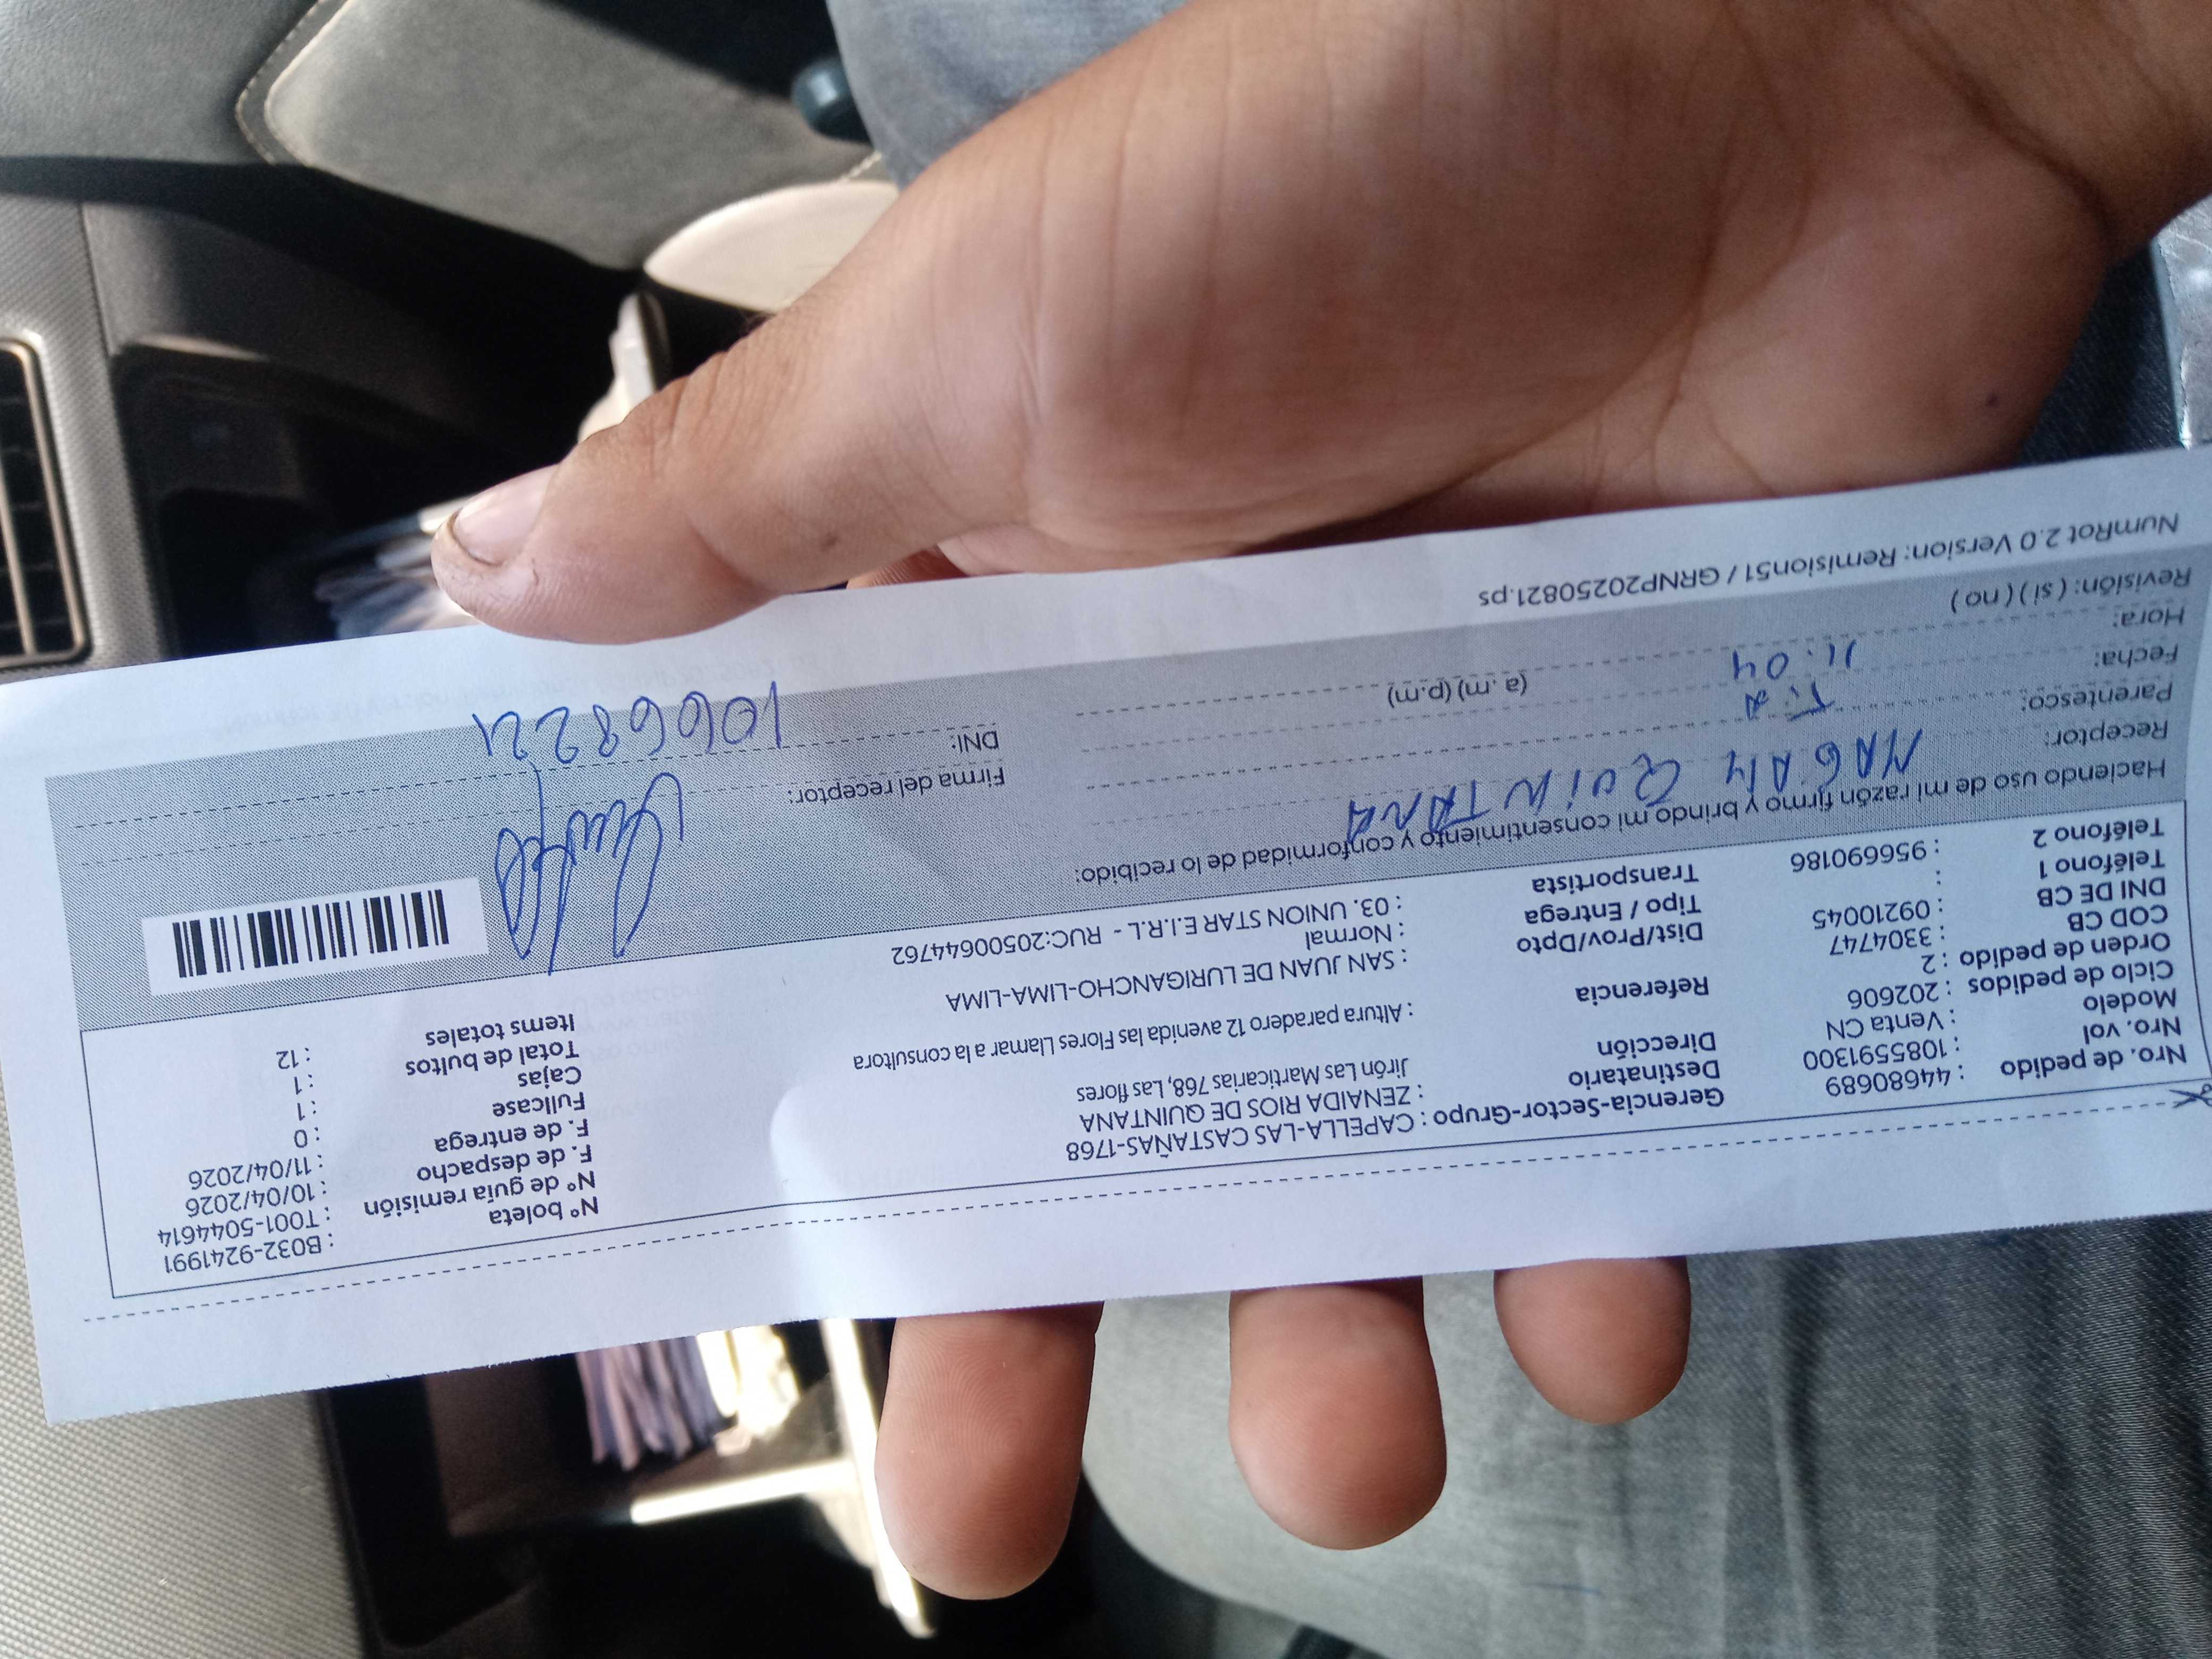 Nro. de pedido : 44680689
Nro. vol : 1085591300
Modelo : Venta CN
Ciclo de pedidos : 202606
Orden de pedido : 2
COD CB : 3304747
DNI DE CB : 09210045
Teléfono 1 :
Teléfono 2 : 956690186
Gerencia-Sector-Grupo : CAPELLA-LAS CASTAÑAS-1768
Destinatario : ZENAIDA RIOS DE QUINTANA
Dirección Jirón Las Marticarias 768, Las flores
Referencia : Altura paradero 12 avenida las Flores Llamar a la consultora
Dist/Prov/Dpto : SAN JUAN DE LURIGANCHO-LIMA-LIMA
Tipo / Entrega : Normal
Transportista : 03. UNION STAR E.I.R.L - RUC:20500644762
N° boleta : B032-9241991
N° de guía remisión : T001-5044614
F. de despacho : 10/04/2026
F. de entrega : 11/04/2026
Fullcase : 0
Cajas : 1
Total de bultos : 1
Items totales : 12
Haciendo uso de mi razón firmo y brindo mi consentimiento y conformidad de lo recibido:
Receptor: MAGALY QUINTANA
Parentesco: Tia
Fecha: 11.04
Hora: (a. m) (p.m)
Revisión: (si) (no)
Firma del receptor:
DNI: 10668221
NumRot 2.0 Version: Remision51 / GRNP20250821.ps